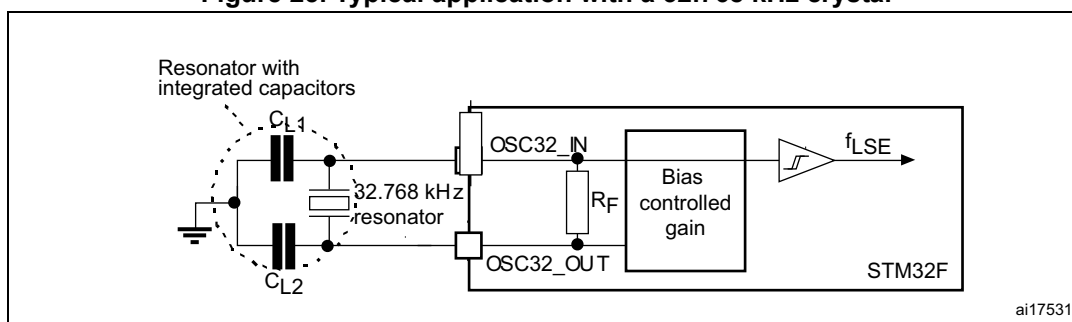 Figure Typical application with a 32.768 kHz crystal
Resonator with
integrated capacitors
CL1
OSC32_IN
fLSE
32.768 kHz
resonator
RF
Bias
controlled
gain
OSC32_OUT
CL2
STM32F
ai17531